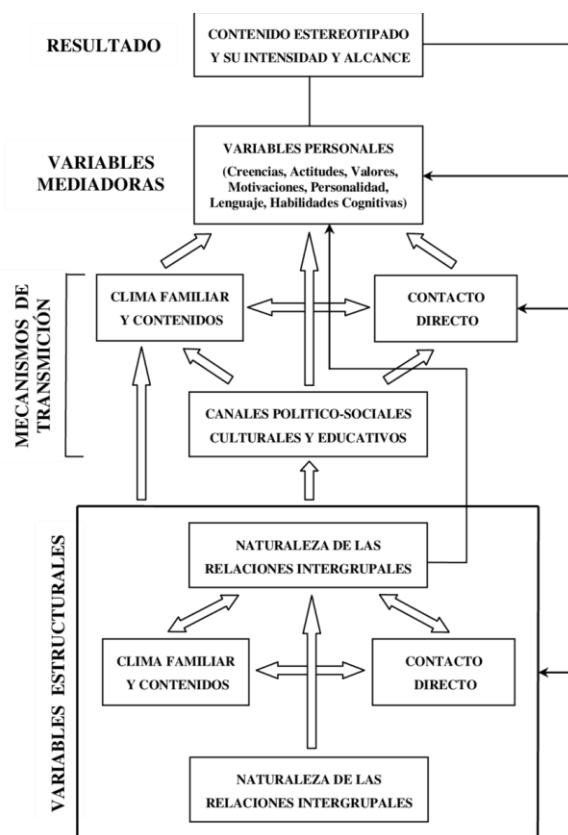 RESULTADO
CONTENIDO ESTEREOTIPADO
Y SU INTENSIDAD Y ALCANCE
VARIABLES
MEDIADORAS
VARIABLES PERSONALES
(Creencias, Actitudes, Valores,
Motivaciones, Personalidad,
Lenguaje, Habilidades Cognitivas)
MECANISMOS DE
TRANSMICIÓN
CLIMA FAMILIAR
Y CONTENIDOS
CONTACTO
DIRECTO
CANALES POLITICO-SOCIALES
CULTURALES Y EDUCATIVOS
VARIABLES ESTRUCTURALES
NATURALEZA DE LAS
RELACIONES INTERGRUPALES
CLIMA FAMILIAR
Y CONTENIDOS
CONTACTO
DIRECTO
NATURALEZA DE LAS
RELACIONES INTERGRUPALES